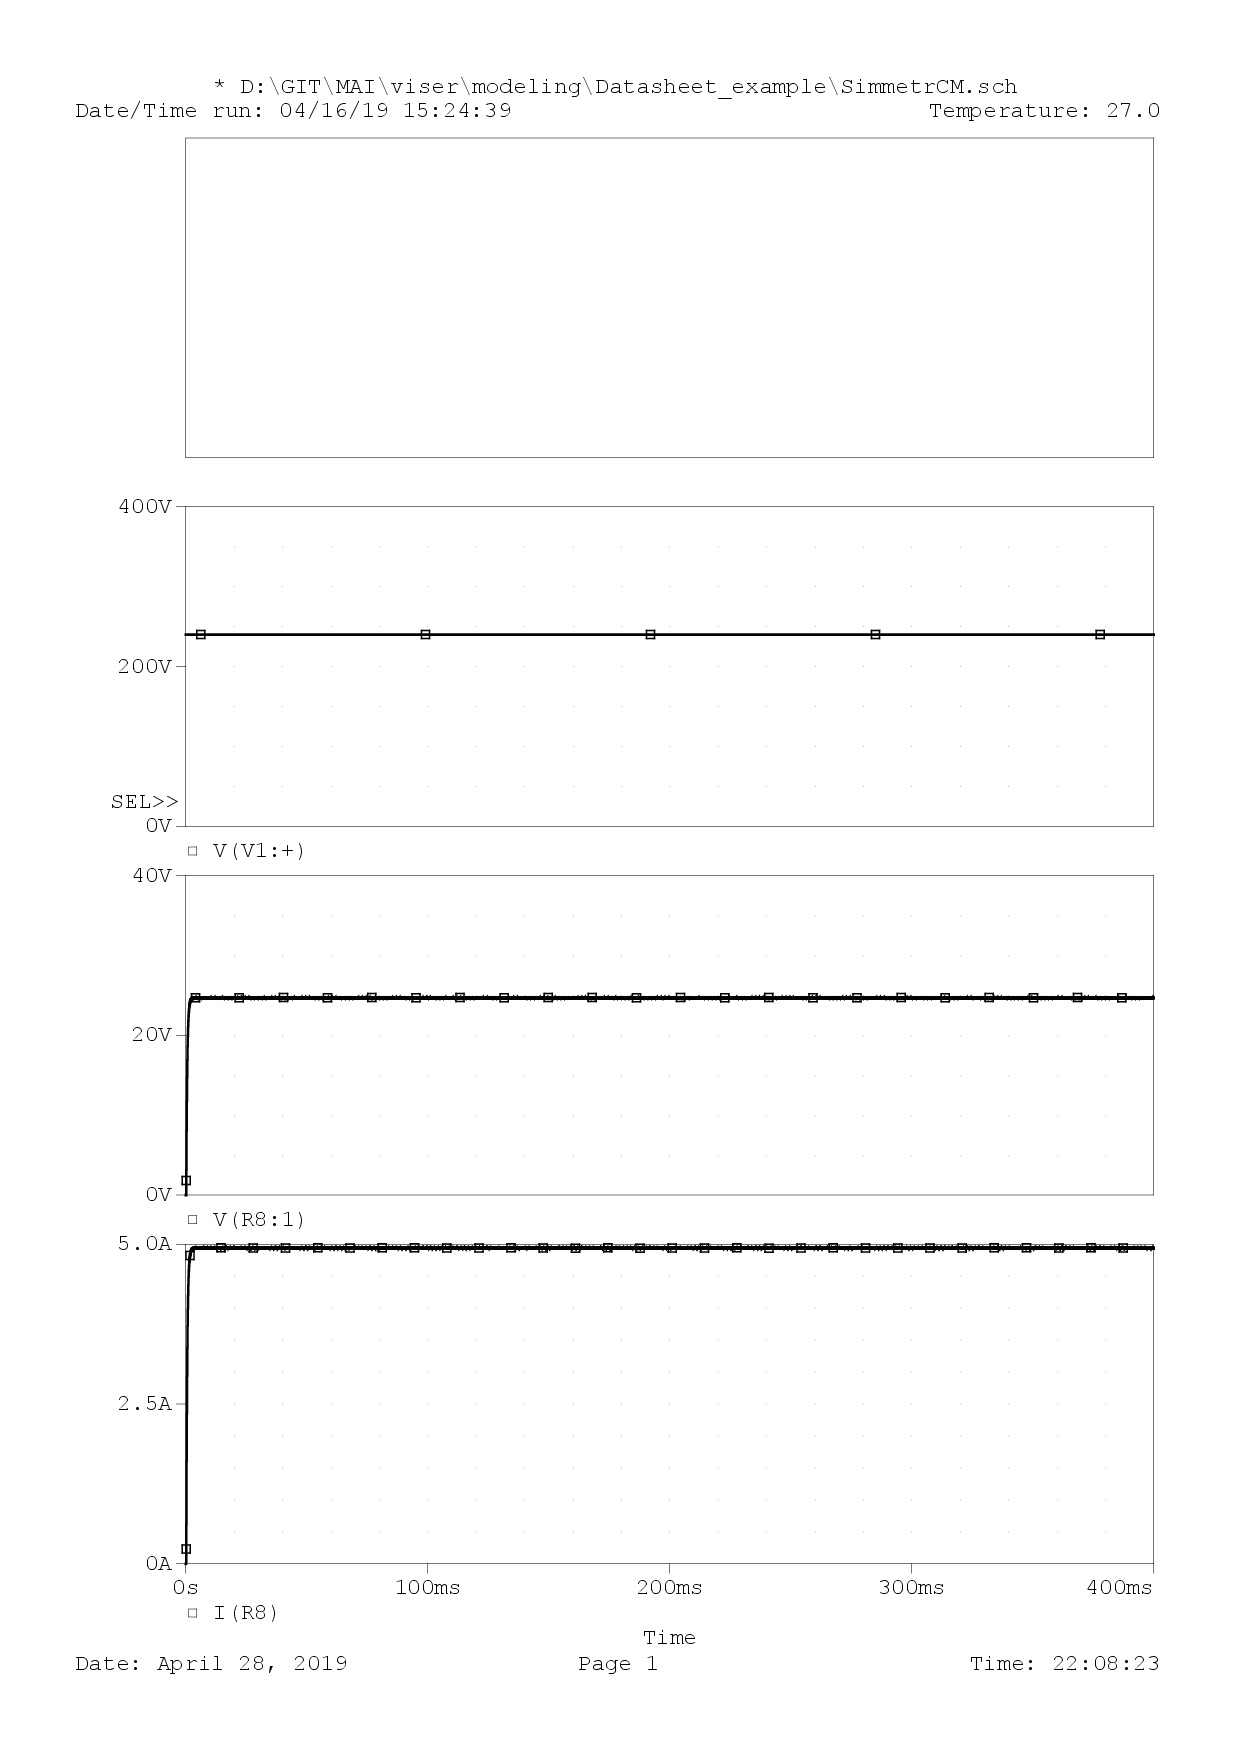 * D:\GIT\MAI\viser\modeling\Datasheet_example\SimmetrCM.sch
Date/Time run: 04/16/19 15:24:39 Temperature: 27.0
400V
200V
SEL>>
0V
V(V1:+)
40V
20V
0V
V(R8:1)
5.0A
2.5A
0A
0s 100ms 200ms 300ms 400ms
I(R8)
Time
Date: April 28, 2019 Page 1 Time: 22:08:23